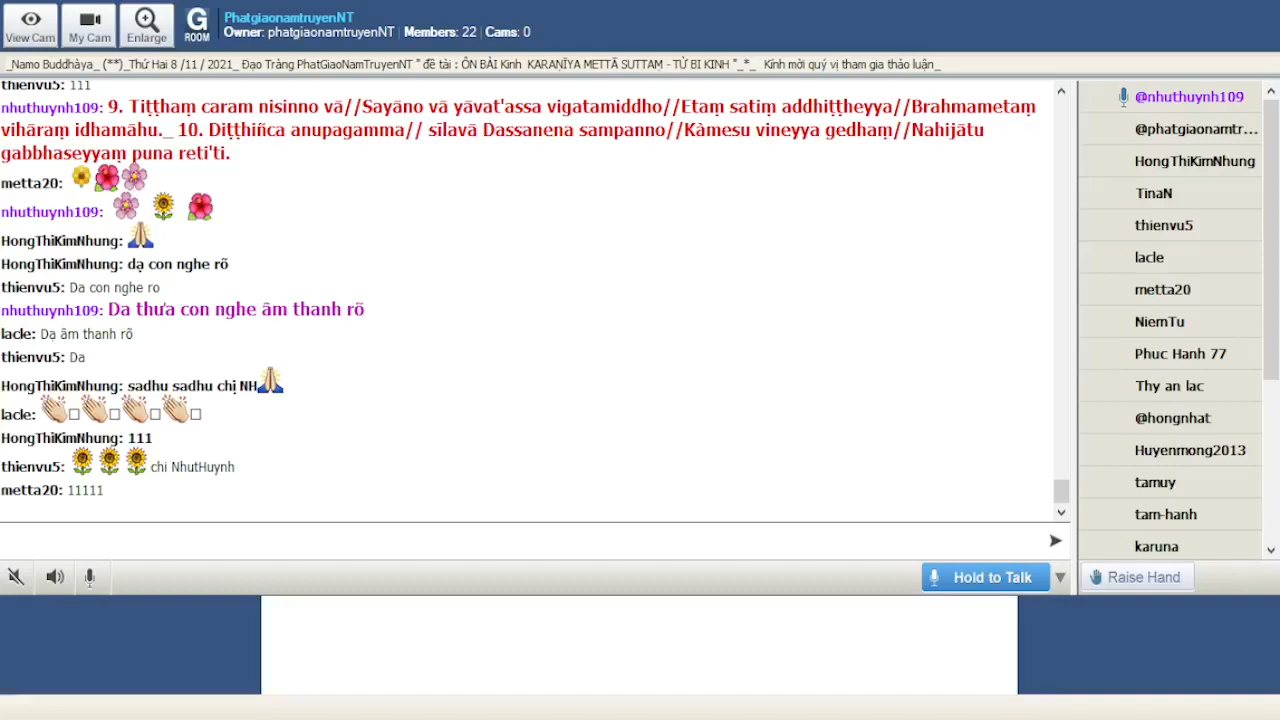 View Cam
My Cam
Enlarge
G
ROOM
PhatgiaonamtruyenNT
Owner: phatgiaonamtruyenNT | Members: 22 | Cams: 0
_Namo Buddhàya_ (**)_Thứ Hai 8 /11 / 2021_ Đạo Tràng PhatGiaoNamTruyenNT " đề tài : ÔN BÀI Kinh KARAṆĪYA METTĀ SUTTAṂ - TỪ BI KINH "_*_ Kính mời quý vị tham gia thảo luận_
thienvu5: 111
nhuthuynh109: 9. Tiṭṭhaṃ caram nisinno vā//Sayāno vā yāvat'assa vigatamiddho//Etaṃ satiṃ addhiṭṭheyya//Brahmametaṃ
vihāraṃ idhamāhu._ 10. Diṭṭhiñca anupagamma// sīlavā Dassanena sampanno//Kàmesu vineyya gedhaṃ//Nahijātu
gabbhaseyyaṃ puna reti'ti.
metta20:
nhuthuynh109:
HongThiKimNhung:
HongThiKimNhung: dạ con nghe rõ
thienvu5: Da con nghe ro
nhuthuynh109: Da thưa con nghe âm thanh rõ
lacle: Dạ âm thanh rõ
thienvu5: Da
HongThiKimNhung: sadhu sadhu chị NH
lacle:
HongThiKimNhung: 111
thienvu5: chi NhutHuynh
metta20: 11111
Hold to Talk
@nhuthuynh109
@phatgiaonamtr...
HongThiKimNhung
TinaN
thienvu5
lacle
metta20
NiemTu
Phuc Hanh 77
Thy an lac
@hongnhat
Huyenmong2013
tamuy
tam-hanh
karuna
Raise Hand